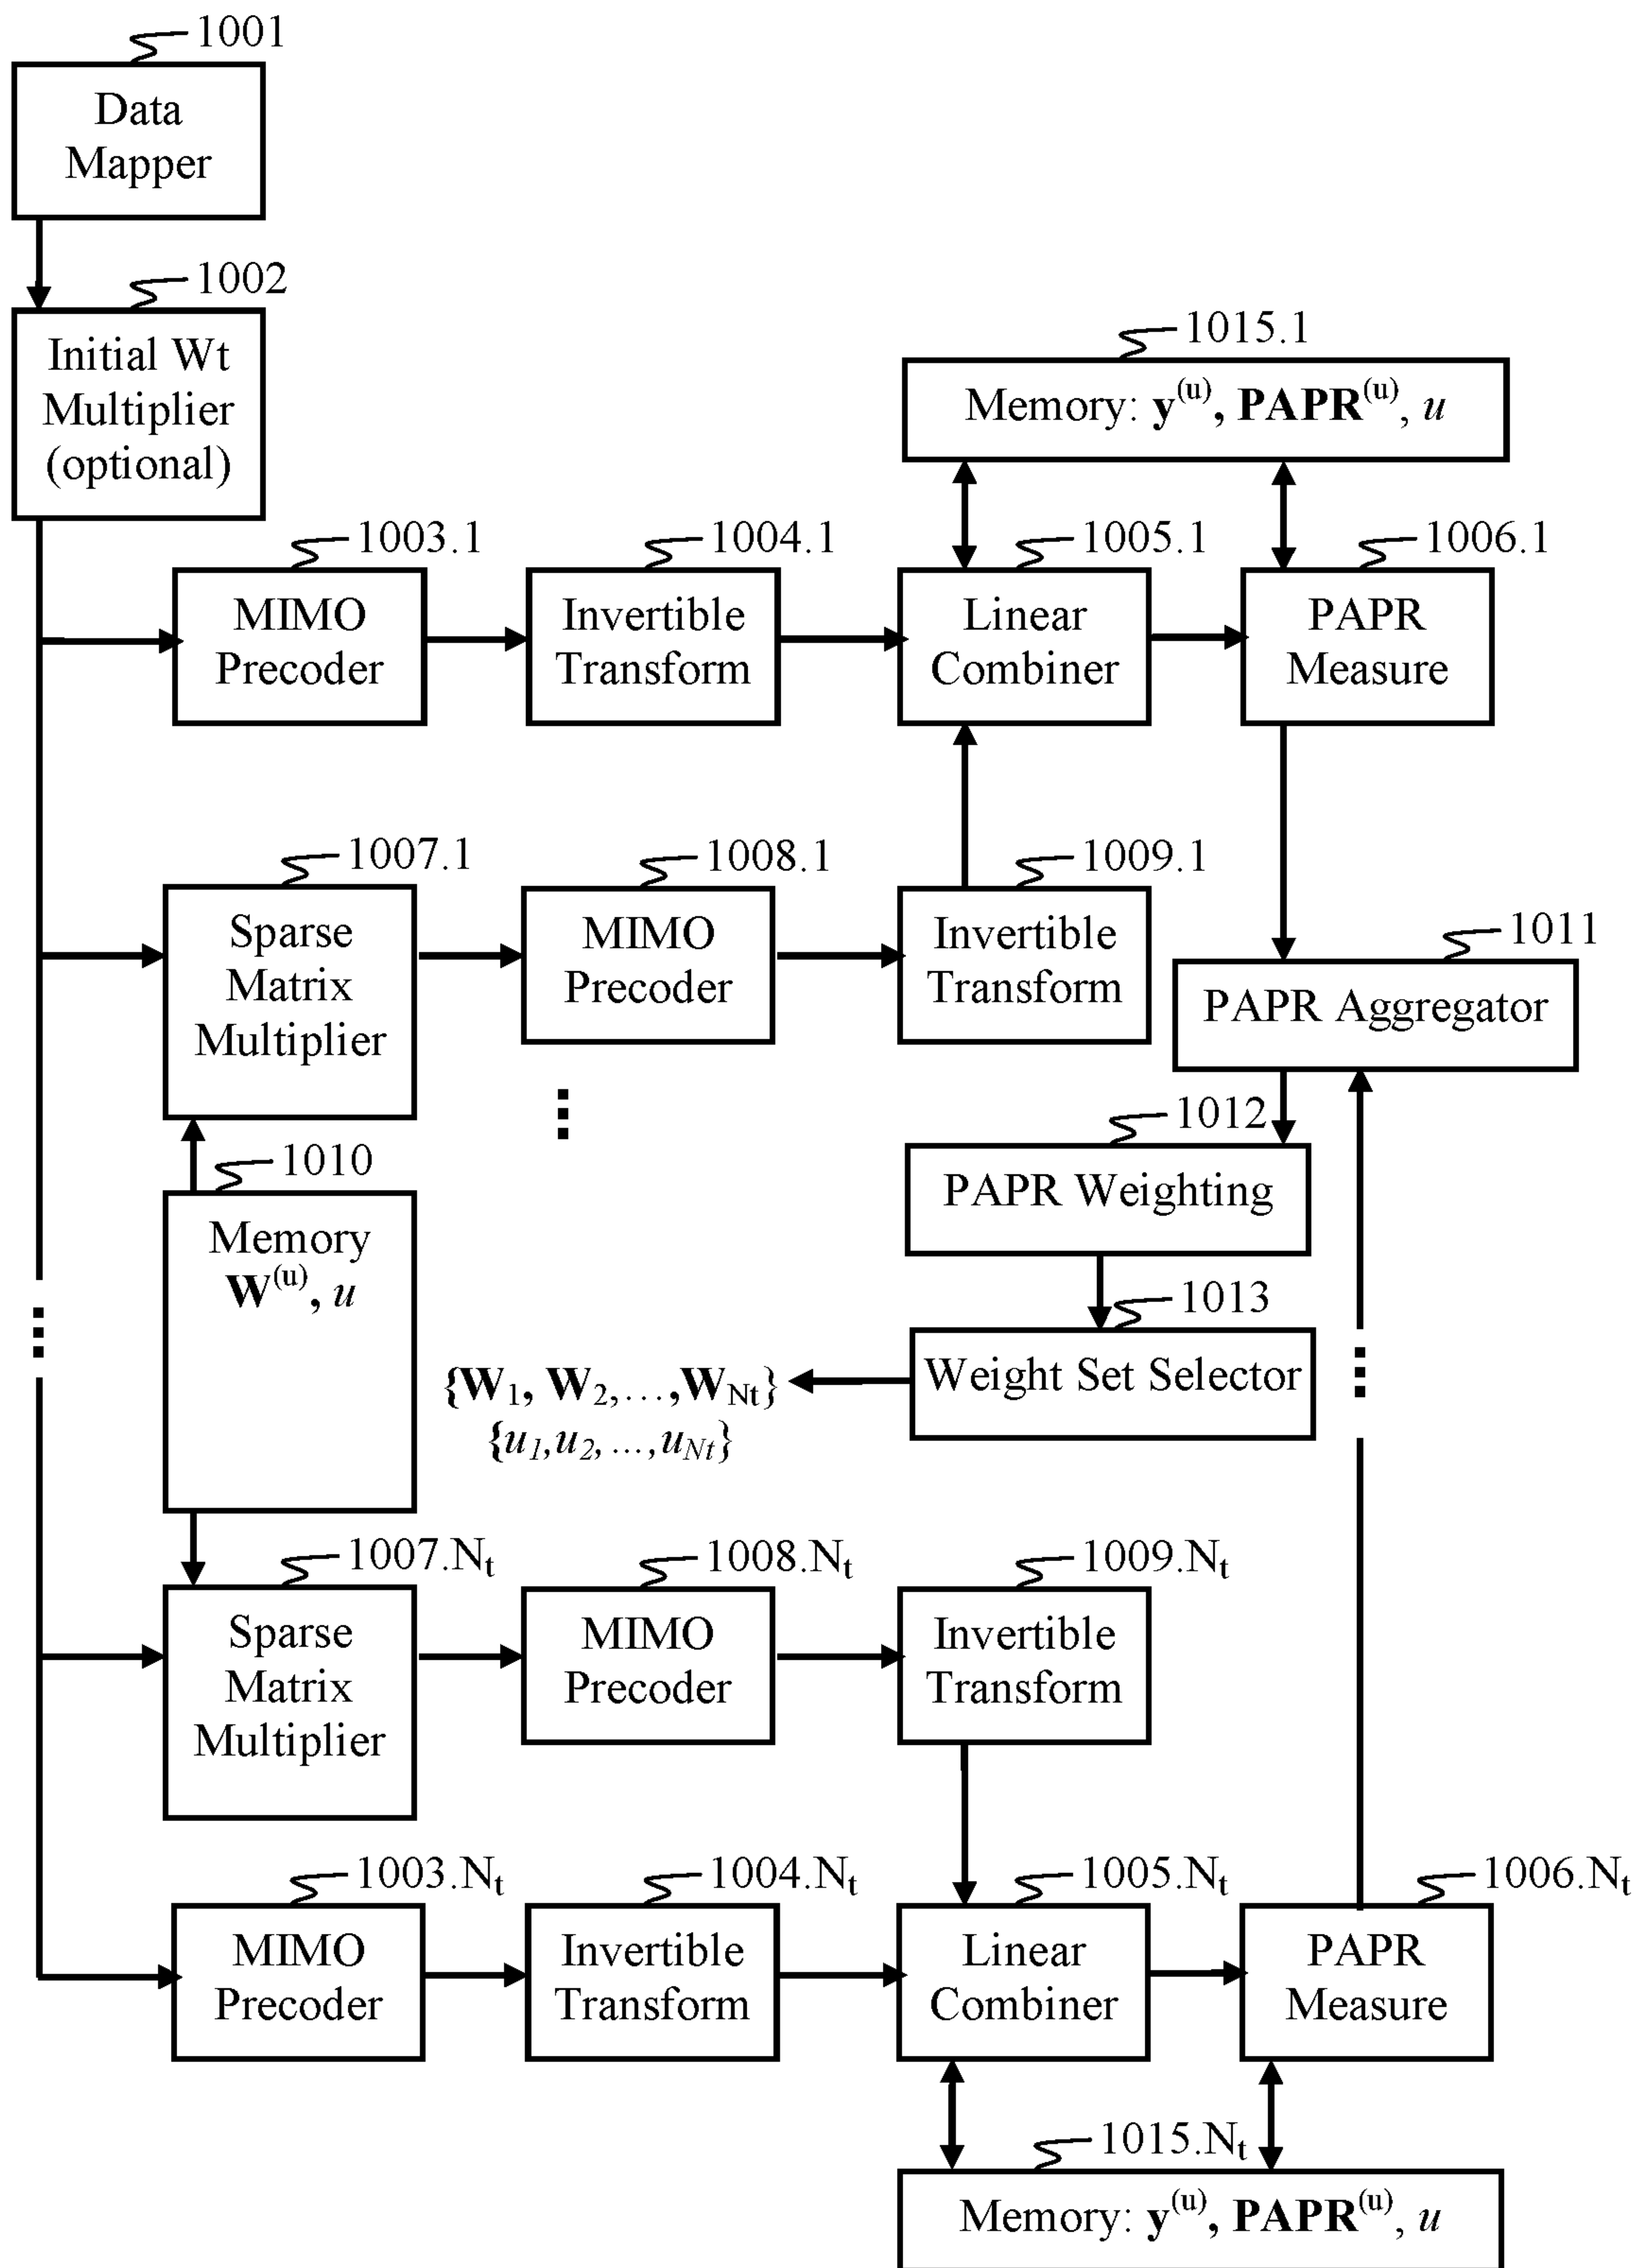 1001
Data
Mapper
1002
Initial Wt
Multiplier
(optional)
1015.1
Memory: y(u), PAPR(u), u
1003.1
MIMO
Precoder
1004.1
Invertible
Transform
1005.1
Linear
Combiner
1006.1
PAPR
Measure
1007.1
Sparse
Matrix
Multiplier
1008.1
MIMO
Precoder
1009.1
Invertible
Transform
1011
PAPR Aggregator
1010
Memory
W(u), u
1012
PAPR Weighting
1013
Weight Set Selector
{W1, W2,...,WNt}
{u1,u2, ...,uNt}
1007.Nt
Sparse
Matrix
Multiplier
1008.Nt
MIMO
Precoder
1009.Nt
Invertible
Transform
1003.Nt
MIMO
Precoder
1004.Nt
Invertible
Transform
1005.Nt
Linear
Combiner
1006.Nt
PAPR
Measure
1015.Nt
Memory: y(u), PAPR(u), u